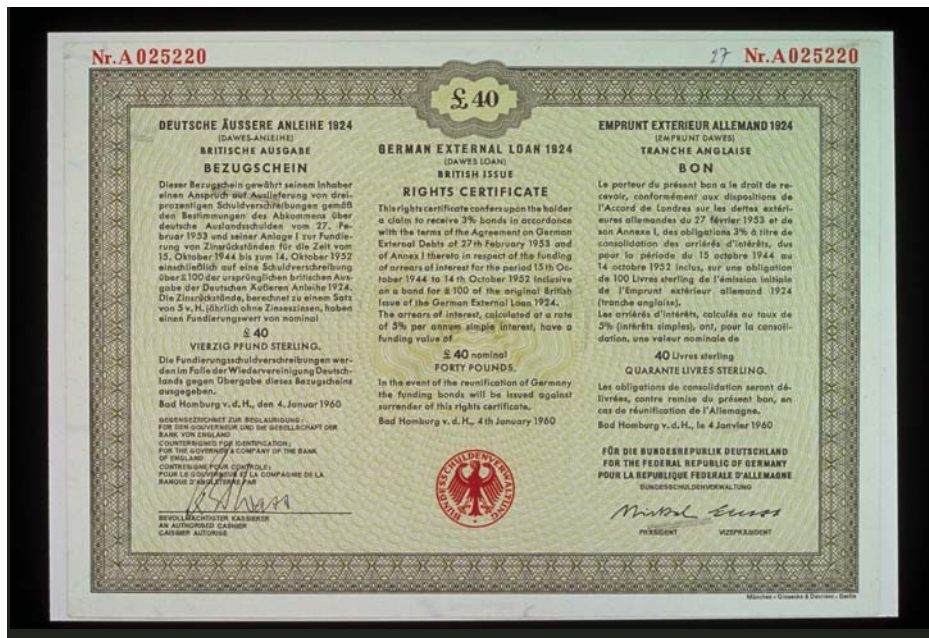 Nr. A 025220
27 Nr. A 025220
£ 40
DEUTSCHE ÄUSSERE ANLEIHE 1924
(DAWES-ANLEIHE)
BRITISCHE AUSGABE
BEZUGSCHEIN
Dieser Bezugschein gewährt seinem Inhaber
einen Anspruch auf Auslieferung von drei-
prozentigen Schuldverschreibungen gemäß
den Bestimmungen des Abkommens über
deutsche Auslandsschulden vom 27. Fe-
bruar 1953 und seiner Anlage I zur Fundie-
rung von Zinsrückständen für die Zeit vom
15. Oktober 1944 bis zum 14. Oktober 1952
einschließlich auf eine Schuldverschreibung
über £ 100 der ursprünglichen britischen Aus-
gabe der Deutschen Äußeren Anleihe 1924.
Die Zinsrückstände, berechnet zu einem Satz
von 5 v. H. jährlich ohne Zinseszinsen, haben
einen Fundierungswert von nominal
£ 40
VIERZIG PFUND STERLING.
Die Fundierungsschuldverschreibungen wer-
den im Falle der Wiedervereinigung Deutsch-
lands gegen Übergabe dieses Bezugscheins
ausgegeben.
Bad Homburg v. d. H., den 4. Januar 1960
GEGENGEZEICHNET ZUR BEGLAUBIGUNG:
FÜR DEN GOUVERNEUR UND DIE GESELLSCHAFT DER
BANK VON ENGLAND
COUNTERSIGNED FOR IDENTIFICATION:
FOR THE GOVERNOR & COMPANY OF THE BANK
OF ENGLAND
CONTRESIGNÉ POUR CONTROLE:
POUR LE GOUVERNEUR ET LA COMPAGNIE DE LA
BANQUE D'ANGLETERRE PAR
BEVOLLMÄCHTIGTER KASSIERER
AN AUTHORISED CASHIER
CAISSIER AUTORISE
GERMAN EXTERNAL LOAN 1924
(DAWES LOAN)
BRITISH ISSUE
RIGHTS CERTIFICATE
This rights certificate confers upon the holder
a claim to receive 3% bonds in accordance
with the terms of the Agreement on German
External Debts of 27th February 1953 and
of Annex I thereto in respect of the funding
of arrears of interest for the period 15th Oc-
tober 1944 to 14th October 1952 inclusive
on a bond for £ 100 of the original British
Issue of the German External Loan 1924.
The arrears of interest, calculated at a rate
of 5% per annum simple interest, have a
funding value of
£ 40 nominal
FORTY POUNDS.
In the event of the reunification of Germany
the funding bonds will be issued against
surrender of this rights certificate.
Bad Homburg v. d. H., 4th January 1960
BUNDESSCHULDENVERWALTUNG
EMPRUNT EXTERIEUR ALLEMAND 1924
(EMPRUNT DAWES)
TRANCHE ANGLAISE
BON
Le porteur du présent bon a le droit de re-
cevoir, conformément aux dispositions de
l'Accord de Londres sur les dettes extéri-
eures allemandes du 27 février 1953 et de
son Annexe I, des obligations 3% à titre de
consolidation des arriérés d'intérêts, dus
pour la période du 15 octobre 1944 au
14 octobre 1952 inclus, sur une obligation
de 100 Livres sterling de l'émission initiale
de l'Emprunt extérieur allemand 1924
(tranche anglaise).
Les arriérés d'intérêts, calculés au taux de
5% (intérêts simples), ont, pour la consoli-
dation, une valeur nominale de
40 Livres sterling
QUARANTE LIVRES STERLING.
Les obligations de consolidation seront dé-
livrées, contre remise du présent bon, en
cas de réunification de l'Allemagne.
Bad Homburg v. d. H., le 4 Janvier 1960
FÜR DIE BUNDESREPUBLIK DEUTSCHLAND
FOR THE FEDERAL REPUBLIC OF GERMANY
POUR LA REPUBLIQUE FEDERALE D'ALLEMAGNE
BUNDESSCHULDENVERWALTUNG
PRÄSIDENT VIZEPRÄSIDENT
München · Giesecke & Devrient · Berlin